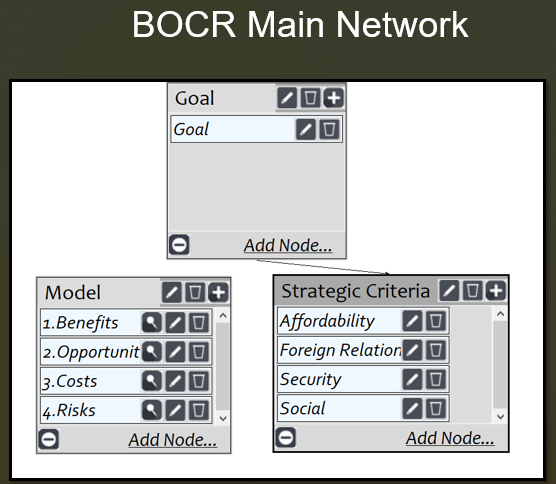 BOCR Main Network
Goal
Goal
Add Node...
Model
1.Benefits
2.Opportunit
3.Costs
4.Risks
Add Node...
Strategic Criteria
Affordability
Foreign Relation
Security
Social
Add Node...